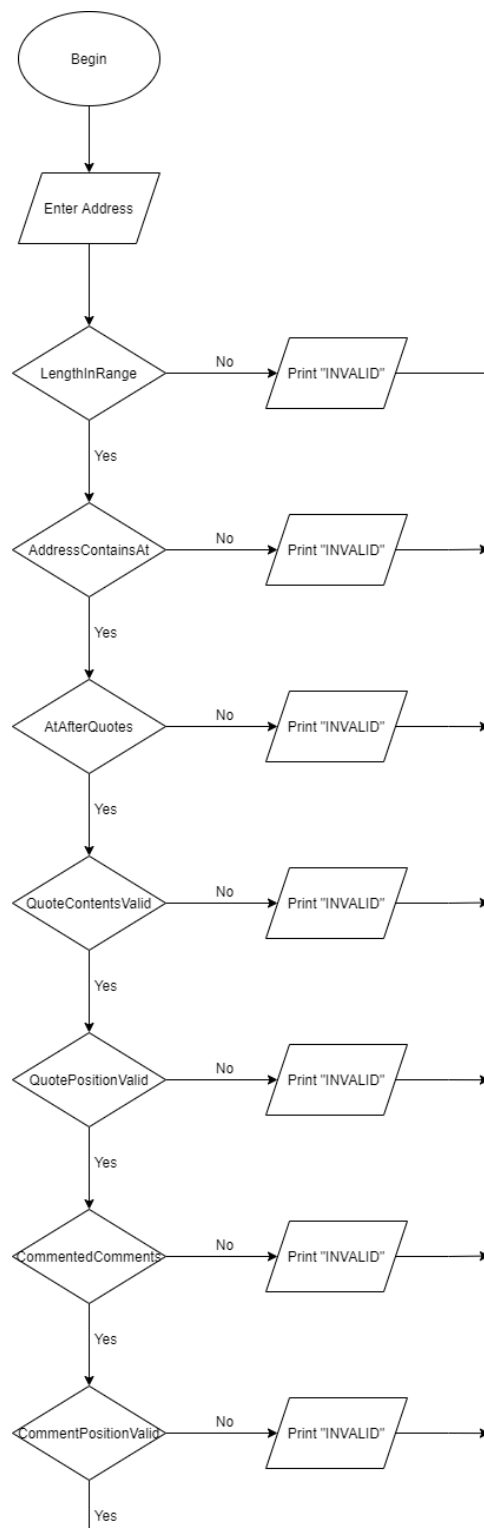 Begin
Enter Address
LengthInRange
No
Print "INVALID"
Yes
AddressContainsAt
No
Print "INVALID"
Yes
AtAfterQuotes
No
Print "INVALID"
Yes
QuoteContentsValid
No
Print "INVALID"
Yes
QuotePositionValid
No
Print "INVALID"
Yes
CommentedComments
No
Print "INVALID"
Yes
CommentPositionValid
No
Print "INVALID"
Yes